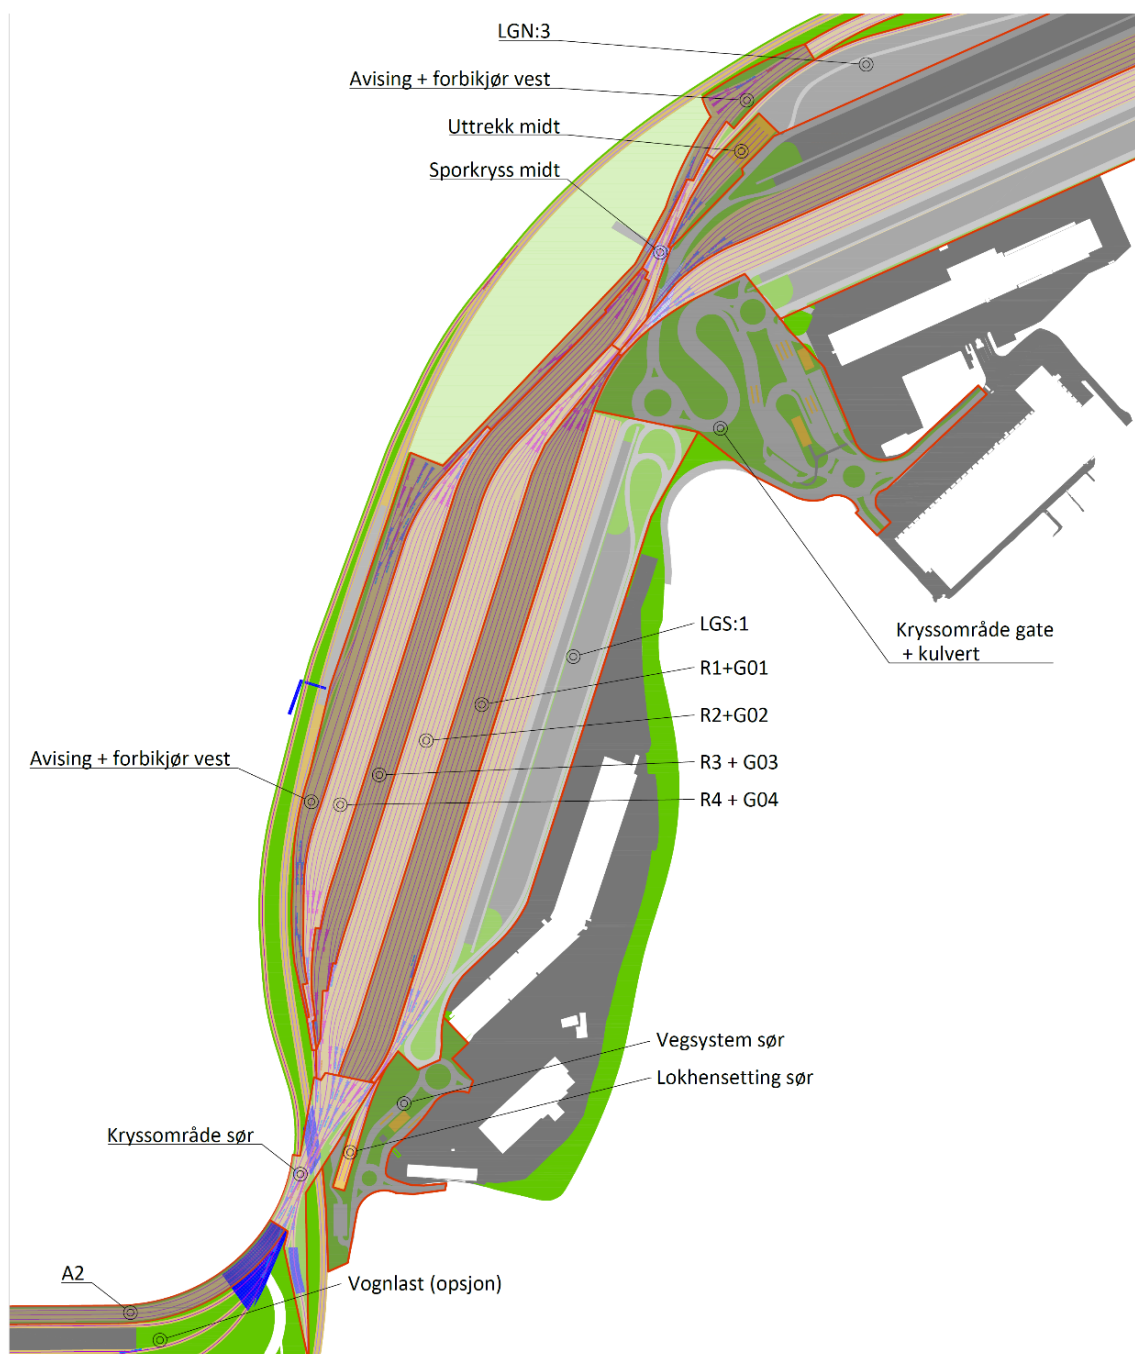 LGN:3
Avising + forbikjør vest
Uttrekk midt
Sporkryss midt
Kryssområde gate
+ kulvert
LGS:1
R1+G01
R2+G02
R3 + G03
R4 + G04
Avising + forbikjør vest
Vegsystem sør
Lokhensetting sør
Kryssområde sør
A2
Vognlast (opsjon)